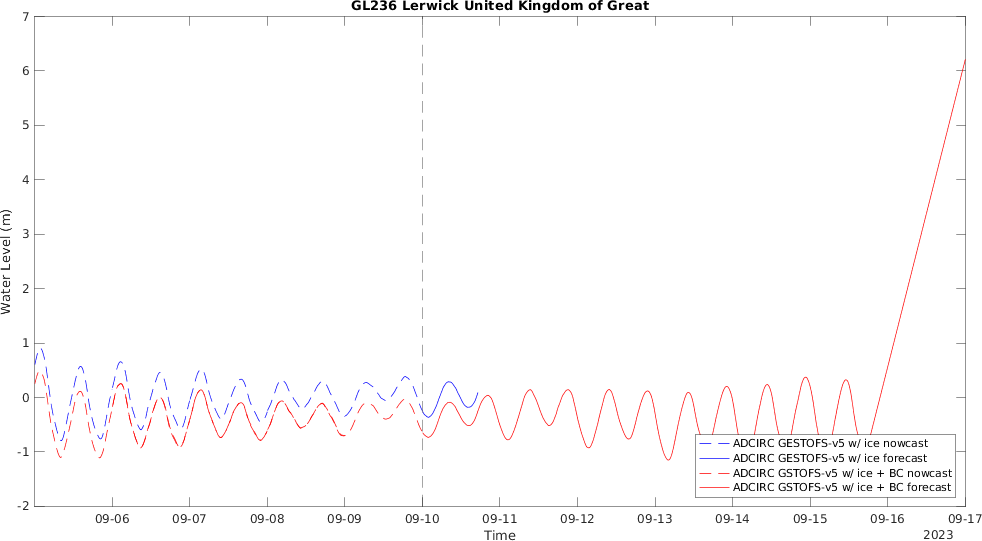 GL236 Lerwick United Kingdom of Great
7
6
5
4
3
2
1
0
-1
-2
Water Level (m)
ADCIRC GESTOFS-v5 w/ ice nowcast
ADCIRC GESTOFS-v5 w/ ice forecast
ADCIRC GSTOFS-v5 w/ ice + BC nowcast
ADCIRC GSTOFS-v5 w/ ice + BC forecast
09-06 09-07 09-08 09-09 09-10 09-11 09-12 09-13 09-14 09-15 09-16 09-17
Time
2023